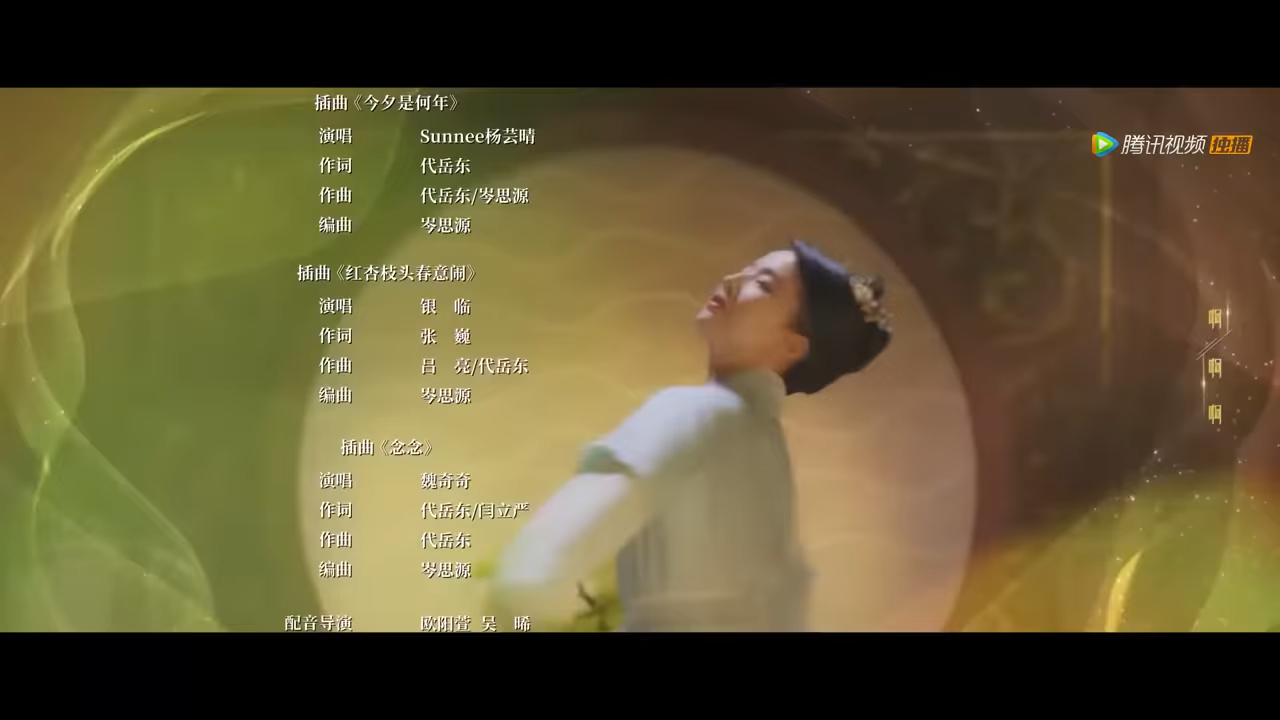 插曲《今夕是何年》
演唱 Sunnee杨芸晴
作词 代岳东
作曲 代岳东/岑思源
编曲 岑思源
插曲《红杏枝头春意闹》
演唱 银 临
作词 张 巍
作曲 吕 亮/代岳东
编曲 岑思源
插曲《念念》
演唱 魏奇奇
作词 代岳东/闫立严
作曲 代岳东
编曲 岑思源
配音导演 欧阳萱 吴 晞
腾讯视频 独播
啊
啊
啊